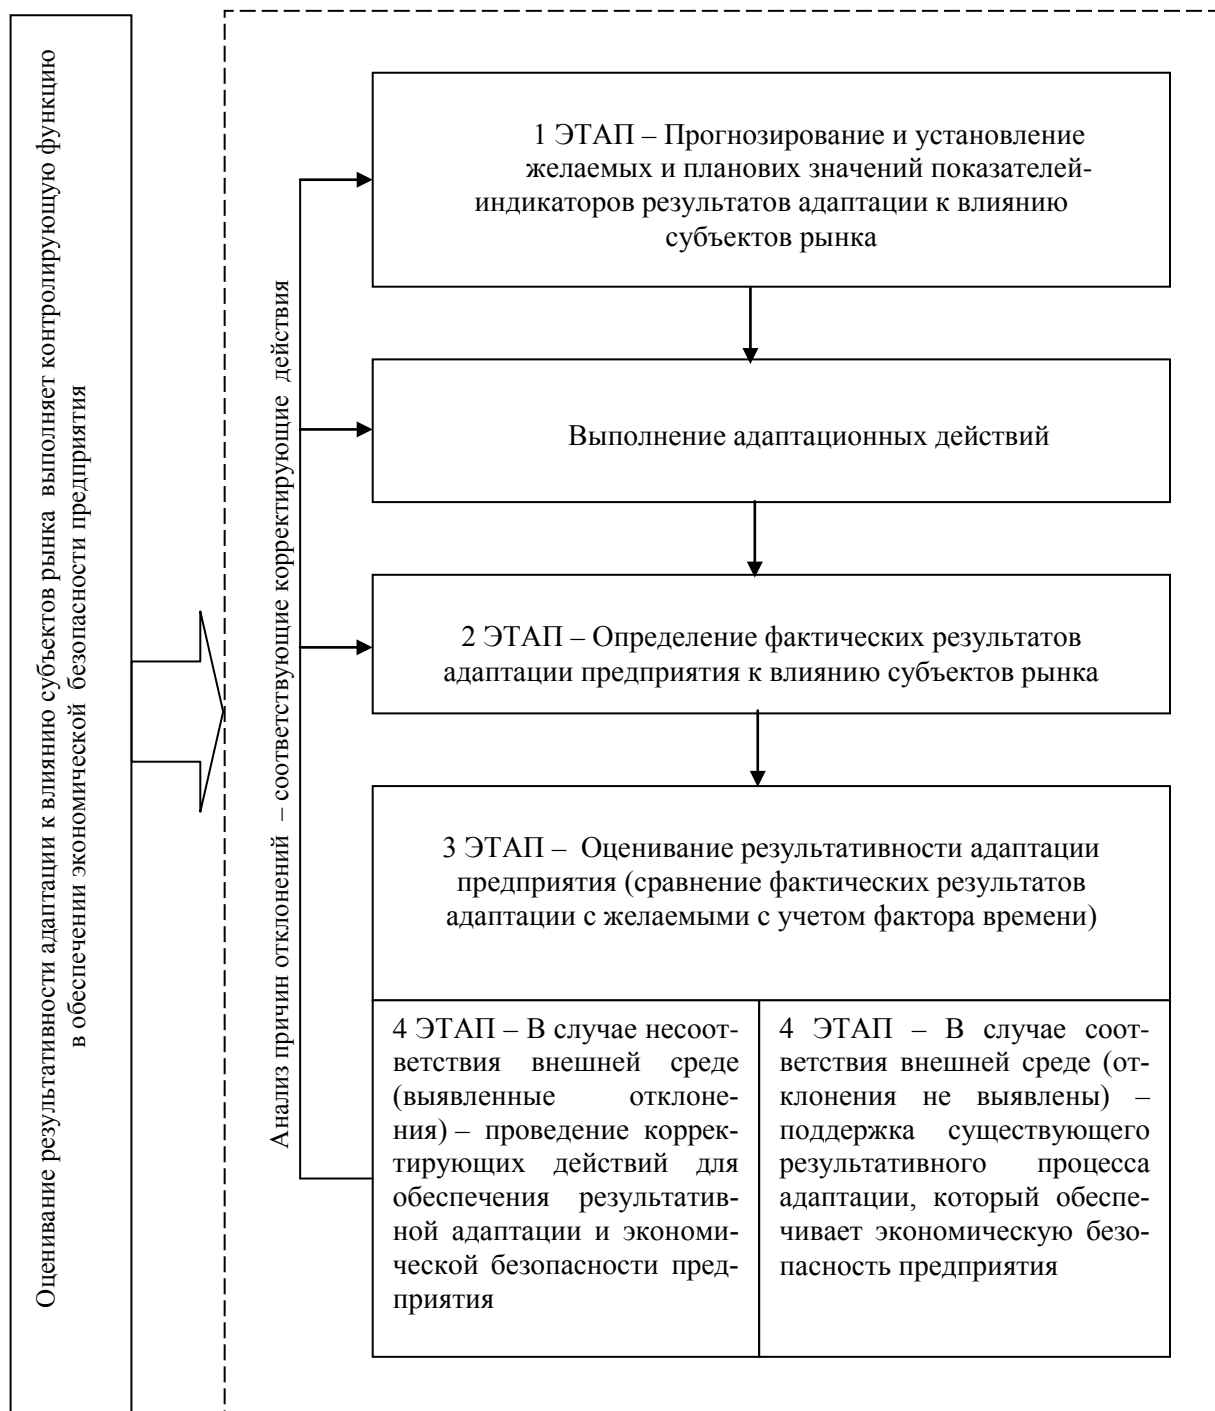 Оценивание результативности адаптации к влиянию субъектов рынка выполняет контролирующую функцию
в обеспечении экономической безопасности предприятия
Анализ причин отклонений – соответствующие корректирующие действия
1 ЭТАП – Прогнозирование и установление
желаемых и планових значений показателей-
индикаторов результатов адаптации к влиянию
субъектов рынка
Выполнение адаптационных действий
2 ЭТАП – Определение фактических результатов
адаптации предприятия к влиянию субъектов рынка
3 ЭТАП – Оценивание результативности адаптации
предприятия (сравнение фактических результатов
адаптации с желаемыми с учетом фактора времени)
4 ЭТАП – В случае несоот-
ветствия внешней среде
(выявленные отклоне-
ния) – проведение коррек-
тирующих действий для
обеспечения результатив-
ной адаптации и экономи-
ческой безопасности пред-
приятия
4 ЭТАП – В случае соот-
ветствия внешней среде (от-
клонения не выявлены) –
поддержка существующего
результативного процесса
адаптации, который обеспе-
чивает экономическую безо-
пасность предприятия